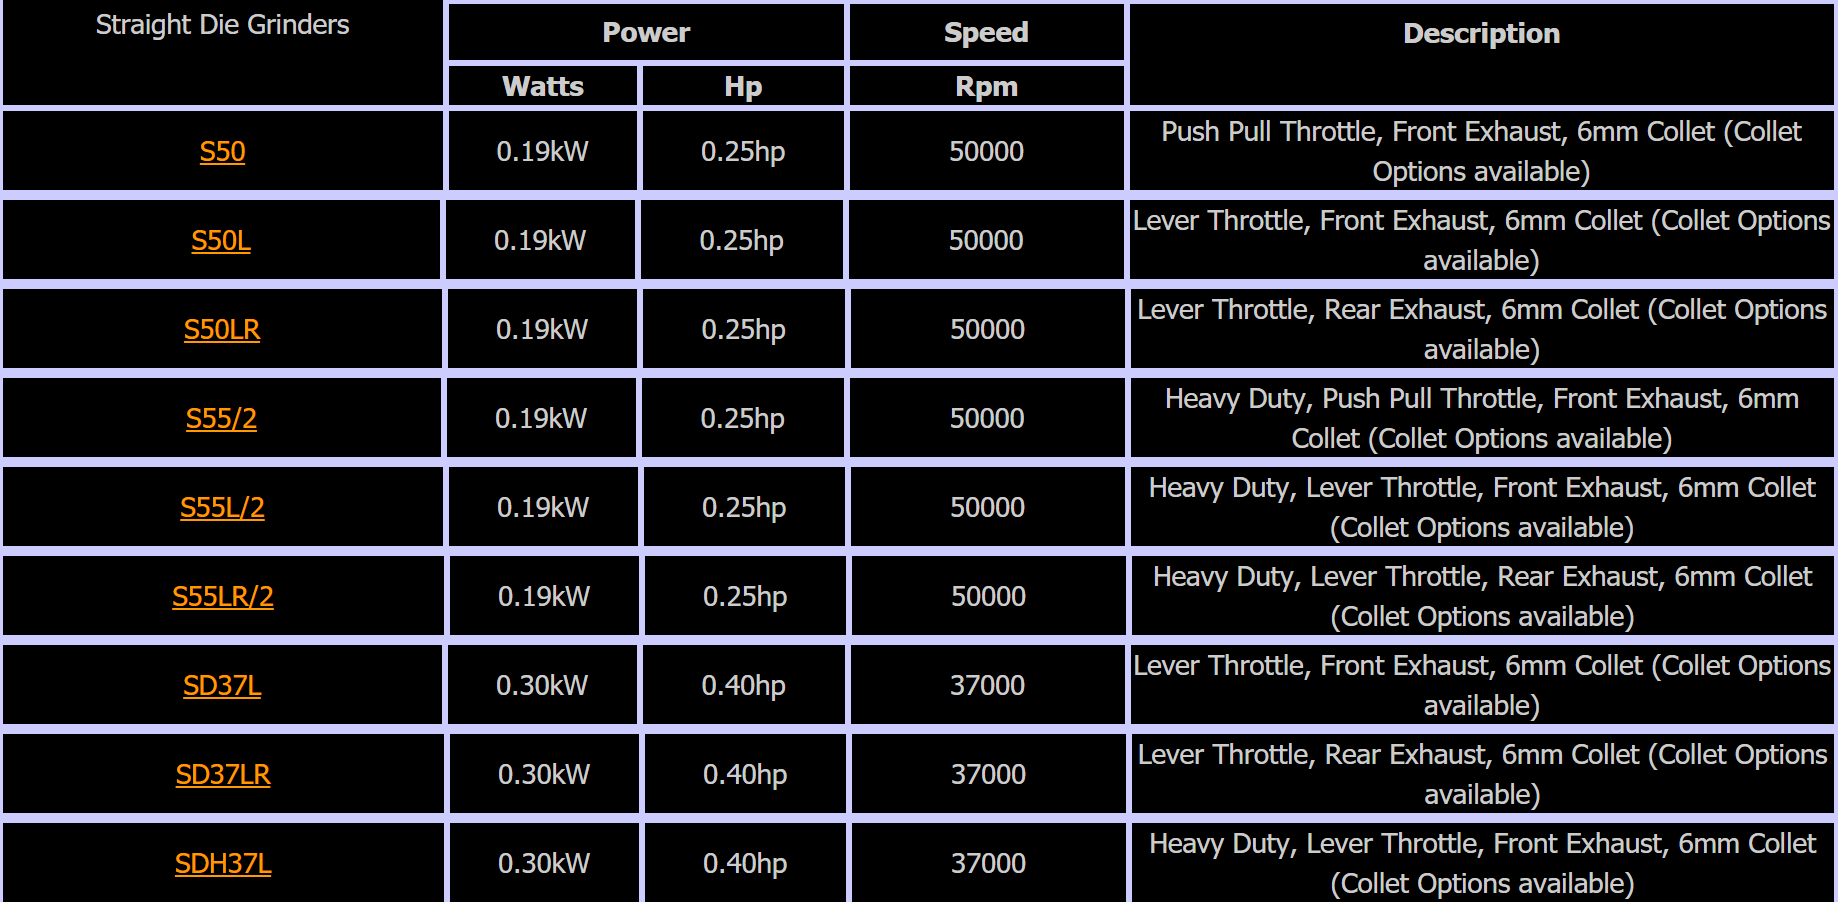 Straight Die Grinders
Power
Speed
Description
Watts
Hp
Rpm
S50
0.19kW
0.25hp
50000
Push Pull Throttle, Front Exhaust, 6mm Collet (Collet
Options available)
S50L
0.19kW
0.25hp
50000
Lever Throttle, Front Exhaust, 6mm Collet (Collet Options
available)
S50LR
0.19kW
0.25hp
50000
Lever Throttle, Rear Exhaust, 6mm Collet (Collet Options
available)
S55/2
0.19kW
0.25hp
50000
Heavy Duty, Push Pull Throttle, Front Exhaust, 6mm
Collet (Collet Options available)
S55L/2
0.19kW
0.25hp
50000
Heavy Duty, Lever Throttle, Front Exhaust, 6mm Collet
(Collet Options available)
S55LR/2
0.19kW
0.25hp
50000
Heavy Duty, Lever Throttle, Rear Exhaust, 6mm Collet
(Collet Options available)
SD37L
0.30kW
0.40hp
37000
Lever Throttle, Front Exhaust, 6mm Collet (Collet Options
available)
SD37LR
0.30kW
0.40hp
37000
Lever Throttle, Rear Exhaust, 6mm Collet (Collet Options
available)
SDH37L
0.30kW
0.40hp
37000
Heavy Duty, Lever Throttle, Front Exhaust, 6mm Collet
(Collet Options available)